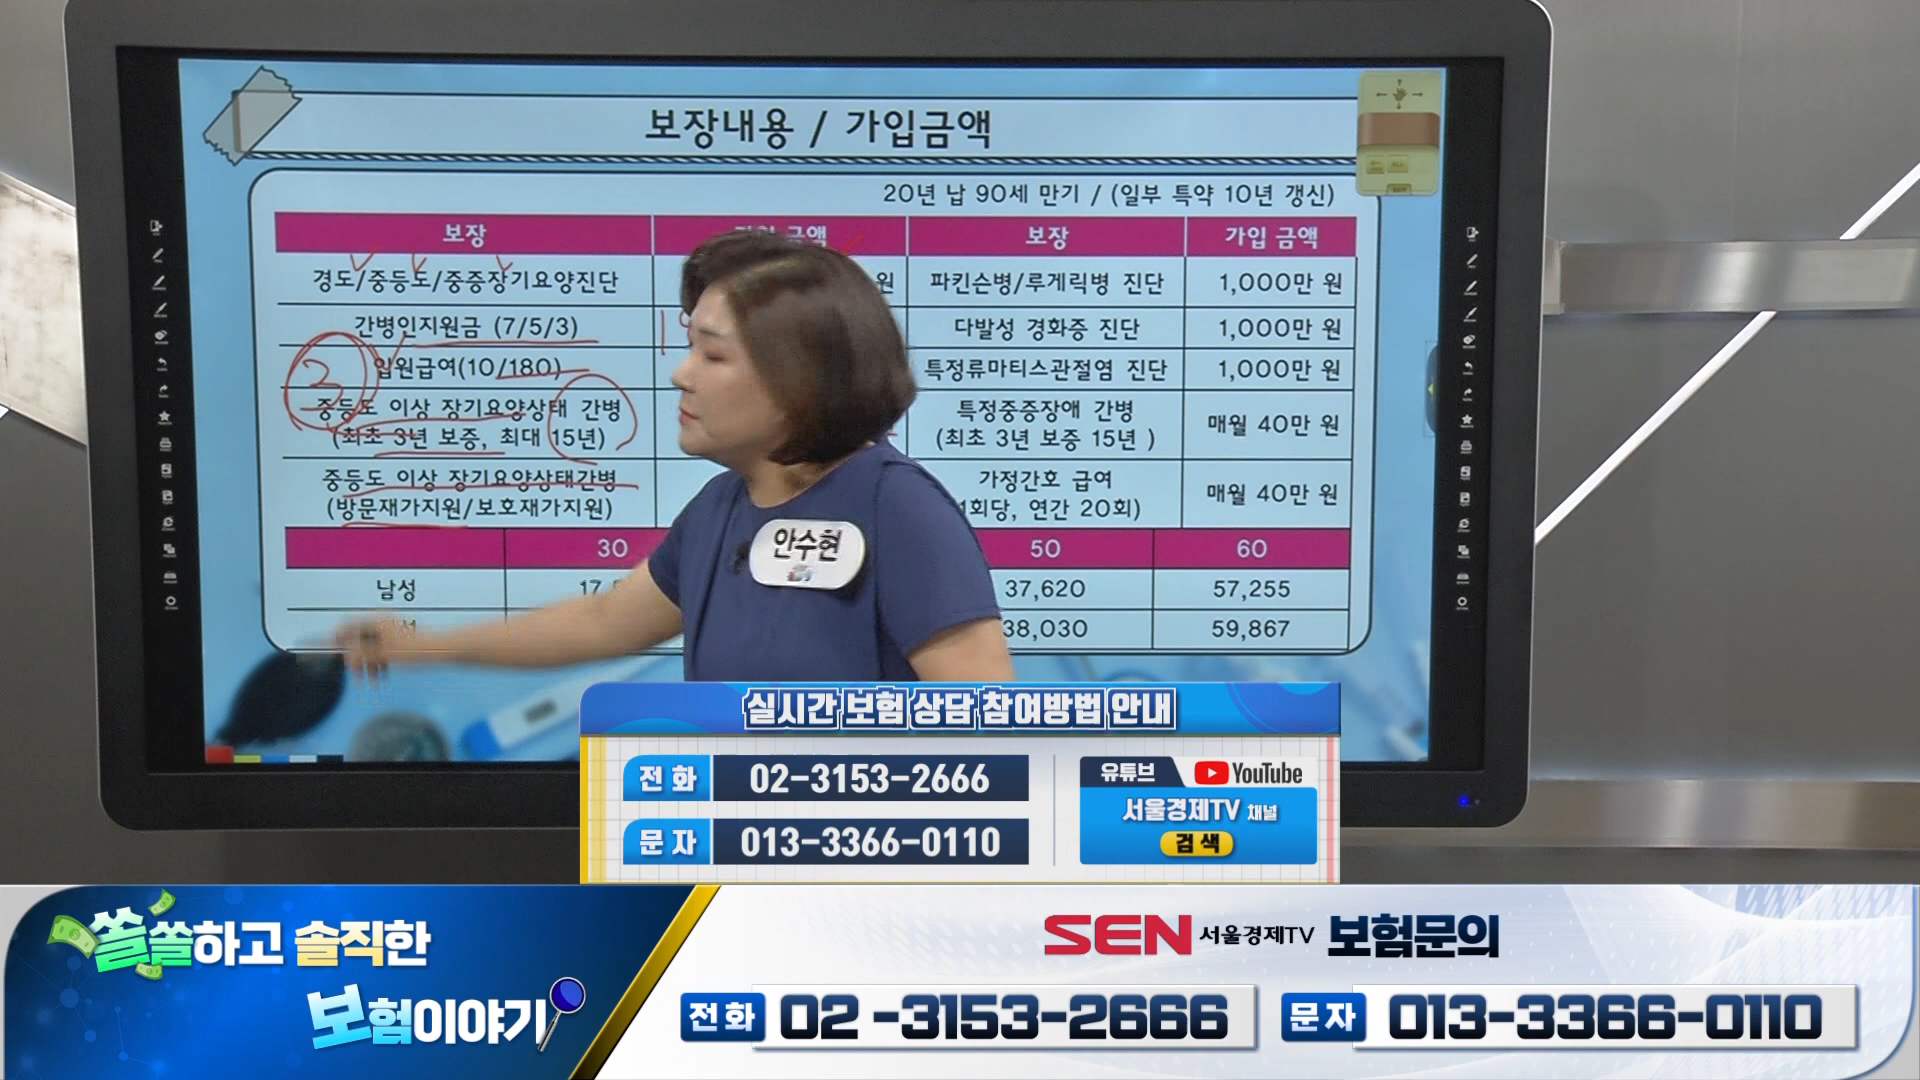 보장내용 / 가입금액
20년 납 90세 만기 / (일부 특약 10년 갱신)
보장 금액 보장 가입 금액
경도/중등도/중증장기요양진단 원 파킨슨병/루게릭병 진단 1,000만 원
간병인지원금 (7/5/3) 다발성 경화증 진단 1,000만 원
입원급여(10/180) 특정류마티스관절염 진단 1,000만 원
3
중등도 이상 장기요양상태 간병
(최초 3년 보증, 최대 15년)
특정중증장애 간병
(최초 3년 보증 15년 )
매월 40만 원
중등도 이상 장기요양상태간병
(방문재가지원/보호재가지원)
가정간호 급여
회당, 연간 20회)
매월 40만 원
30 50 60
남성 17, 37,620 57,255
38,030 59,867
안수현
실시간 보험 상담 참여방법 안내
전화 02-3153-2666
문자 013-3366-0110
유튜브 YouTube
서울경제TV 채널
검색
쏠쏠하고 솔직한
보험이야기
SEN 서울경제TV 보험문의
전화 02-3153-2666 문자 013-3366-0110